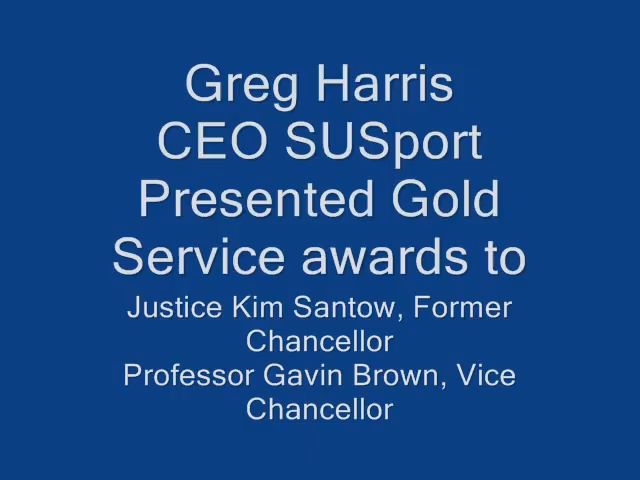 Greg Harris
CEO SUSport
Presented Gold
Service awards to
Justice Kim Santow, Former
Chancellor
Professor Gavin Brown, Vice
Chancellor